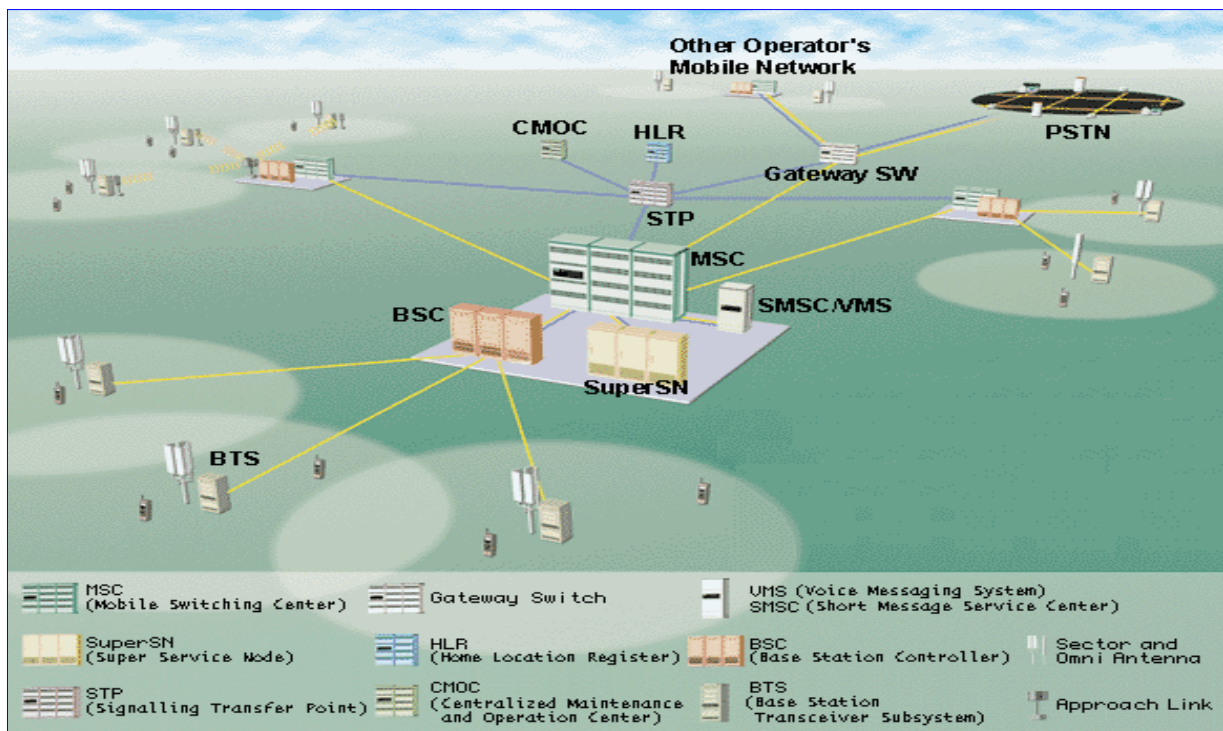 Other Operator's
Mobile Network
CMOC
HLR
PSTN
Gateway SW
STP
MSC
BSC
SMSC/VMS
SuperSN
BTS
MSC
(Mobile Switching Center)
Gateway Switch
VMS (Voice Messaging System)
SMSC (Short Message Service Center)
SuperSN
(Super Service Node)
HLR
(Home Location Register)
BSC
(Base Station Controller)
Sector and
Omni Antenna
STP
(Signalling Transfer Point)
CMOC
(Centralized Maintenance
and Operation Center)
BTS
(Base Station
Transceiver Subsystem)
Approach Link